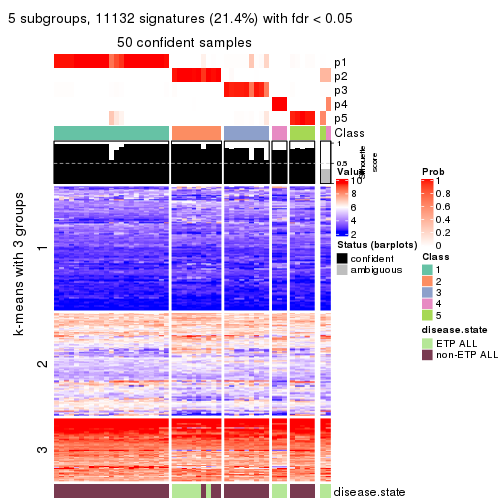 5 subgroups, 11132 signatures (21.4%) with fdr < 0.05
50 confident samples
p1
p2
p3
p4
p5
Class
1
0.5
0
silhouette
score
k-means with 3 groups
1
2
3
disease.state
Value
10
8
6
4
2
Status (barplots)
confident
ambiguous
Prob
1
0.8
0.6
0.4
0.2
0
Class
1
2
3
4
5
disease.state
ETP ALL
non-ETP ALL